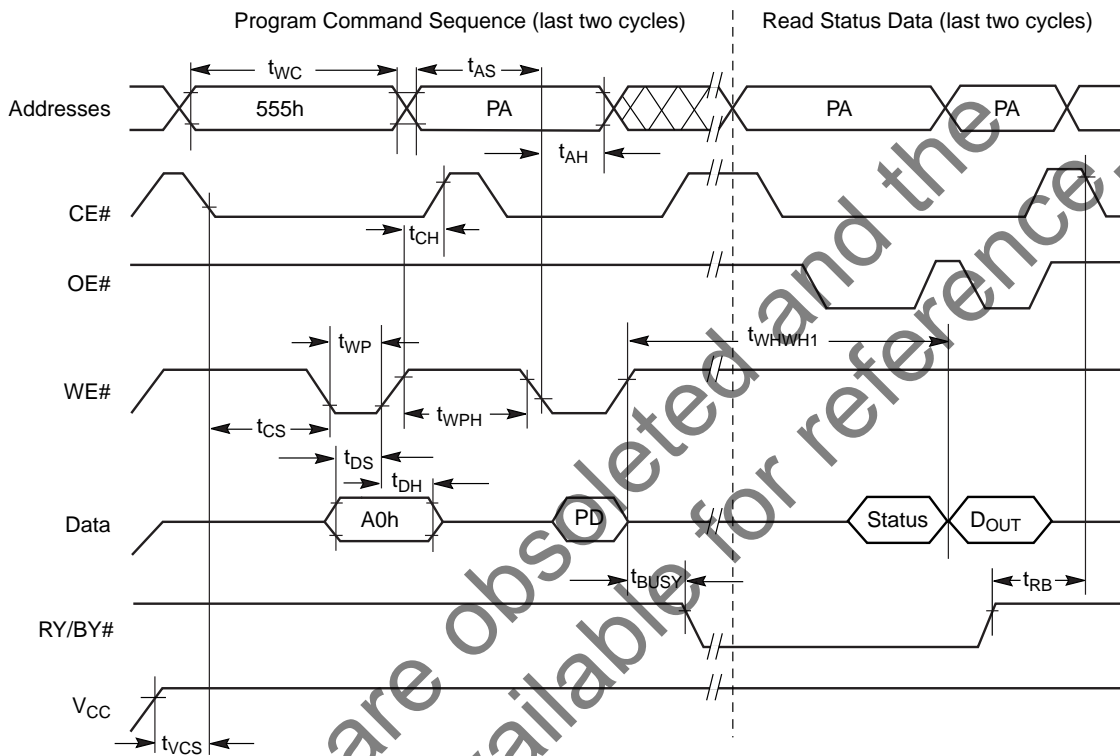 Program Command Sequence (last two cycles)
Read Status Data (last two cycles)
tWC
tAS
Addresses
555h
PA
PA
PA
tAH
CE#
tCH
OE#
tWHWH1
tWP
WE#
tCS
tWPH
tDS
tDH
Data
A0h
PD
Status
DOUT
tBUSY
tRB
RY/BY#
VCC
tVCS
are obsoleted and the
available for reference.